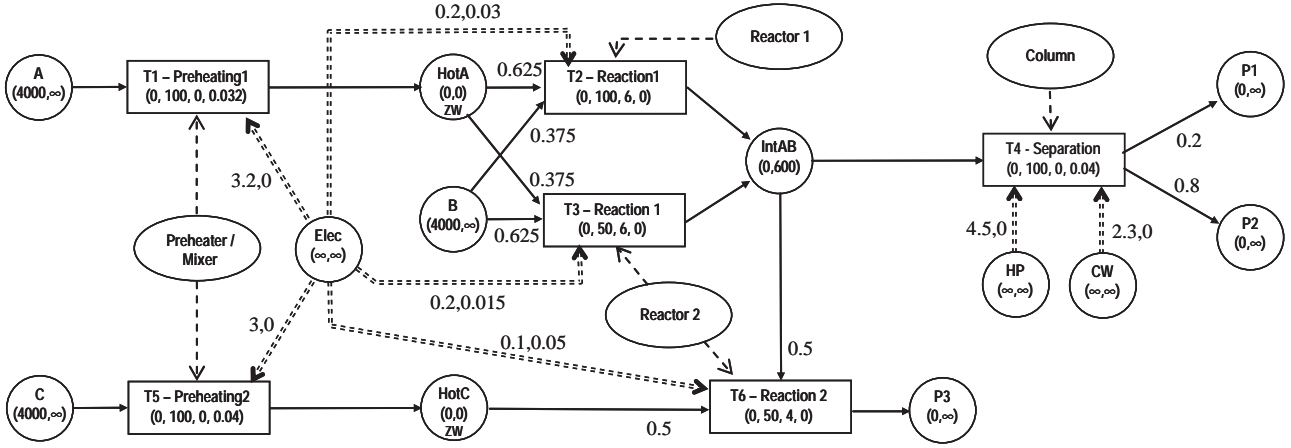 0.2,0.03
Reactor 1
Column
A
(4000,∞)
T1 – Preheating1
(0, 100, 0, 0.032)
HotA
(0,0)
ZW
0.625
T2 – Reaction1
(0, 100, 6, 0)
P1
(0,∞)
0.375
IntAB
(0,600)
T4 - Separation
(0, 100, 0, 0.04)
0.2
3.2,0
0.375
0.8
B
(4000,∞)
T3 – Reaction 1
(0, 50, 6, 0)
0.625
Preheater /
Mixer
Elec
(∞,∞)
4.5,0
2.3,0
P2
(0,∞)
HP
(∞,∞)
CW
(∞,∞)
0.2,0.015
Reactor 2
3,0
0.1,0.05
0.5
C
(4000,∞)
T5 – Preheating2
(0, 100, 0, 0.04)
HotC
(0,0)
ZW
0.5
T6 – Reaction 2
(0, 50, 4, 0)
P3
(0,∞)